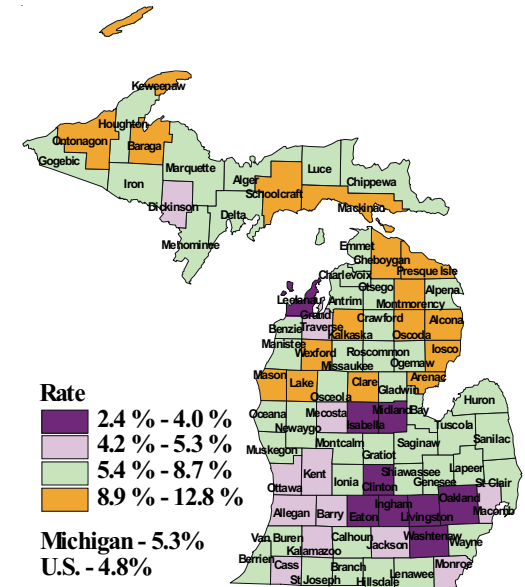 Keweenaw
Houghton
Ontonagon
Baraga
Gogebic
Marquette
Iron
Dickinson
Alger
Luce
Schoolcraft
Chippewa
Delta
Mackinac
Menominee
Emmet
Cheboygan
Presque Isle
Charlevoix
Otsego
Alpena
Leelanau
Antrim
Montmorency
Grand
Traverse
Benzie
Kalkaska
Crawford
Oscoda
Alcona
Manistee
Wexford
Missaukee
Roscommon
Ogemaw
Iosco
Mason
Lake
Osceola
Clare
Gladwin
Arenac
Huron
Oceana
Newaygo
Mecosta
Isabella
Midland
Bay
Tuscola
Sanilac
Muskegon
Montcalm
Gratiot
Saginaw
Kent
Ottawa
Ionia
Clinton
Shiawassee
Genesee
Lapeer
St Clair
Allegan
Barry
Eaton
Ingham
Livingston
Oakland
Macomb
Van Buren
Kalamazoo
Calhoun
Jackson
Washtenaw
Wayne
Berrien
Cass
St Joseph
Branch
Hillsdale
Lenawee
Monroe
Rate
2.4 % - 4.0 %
4.2 % - 5.3 %
5.4 % - 8.7 %
8.9 % - 12.8 %
Michigan - 5.3%
U.S. - 4.8%